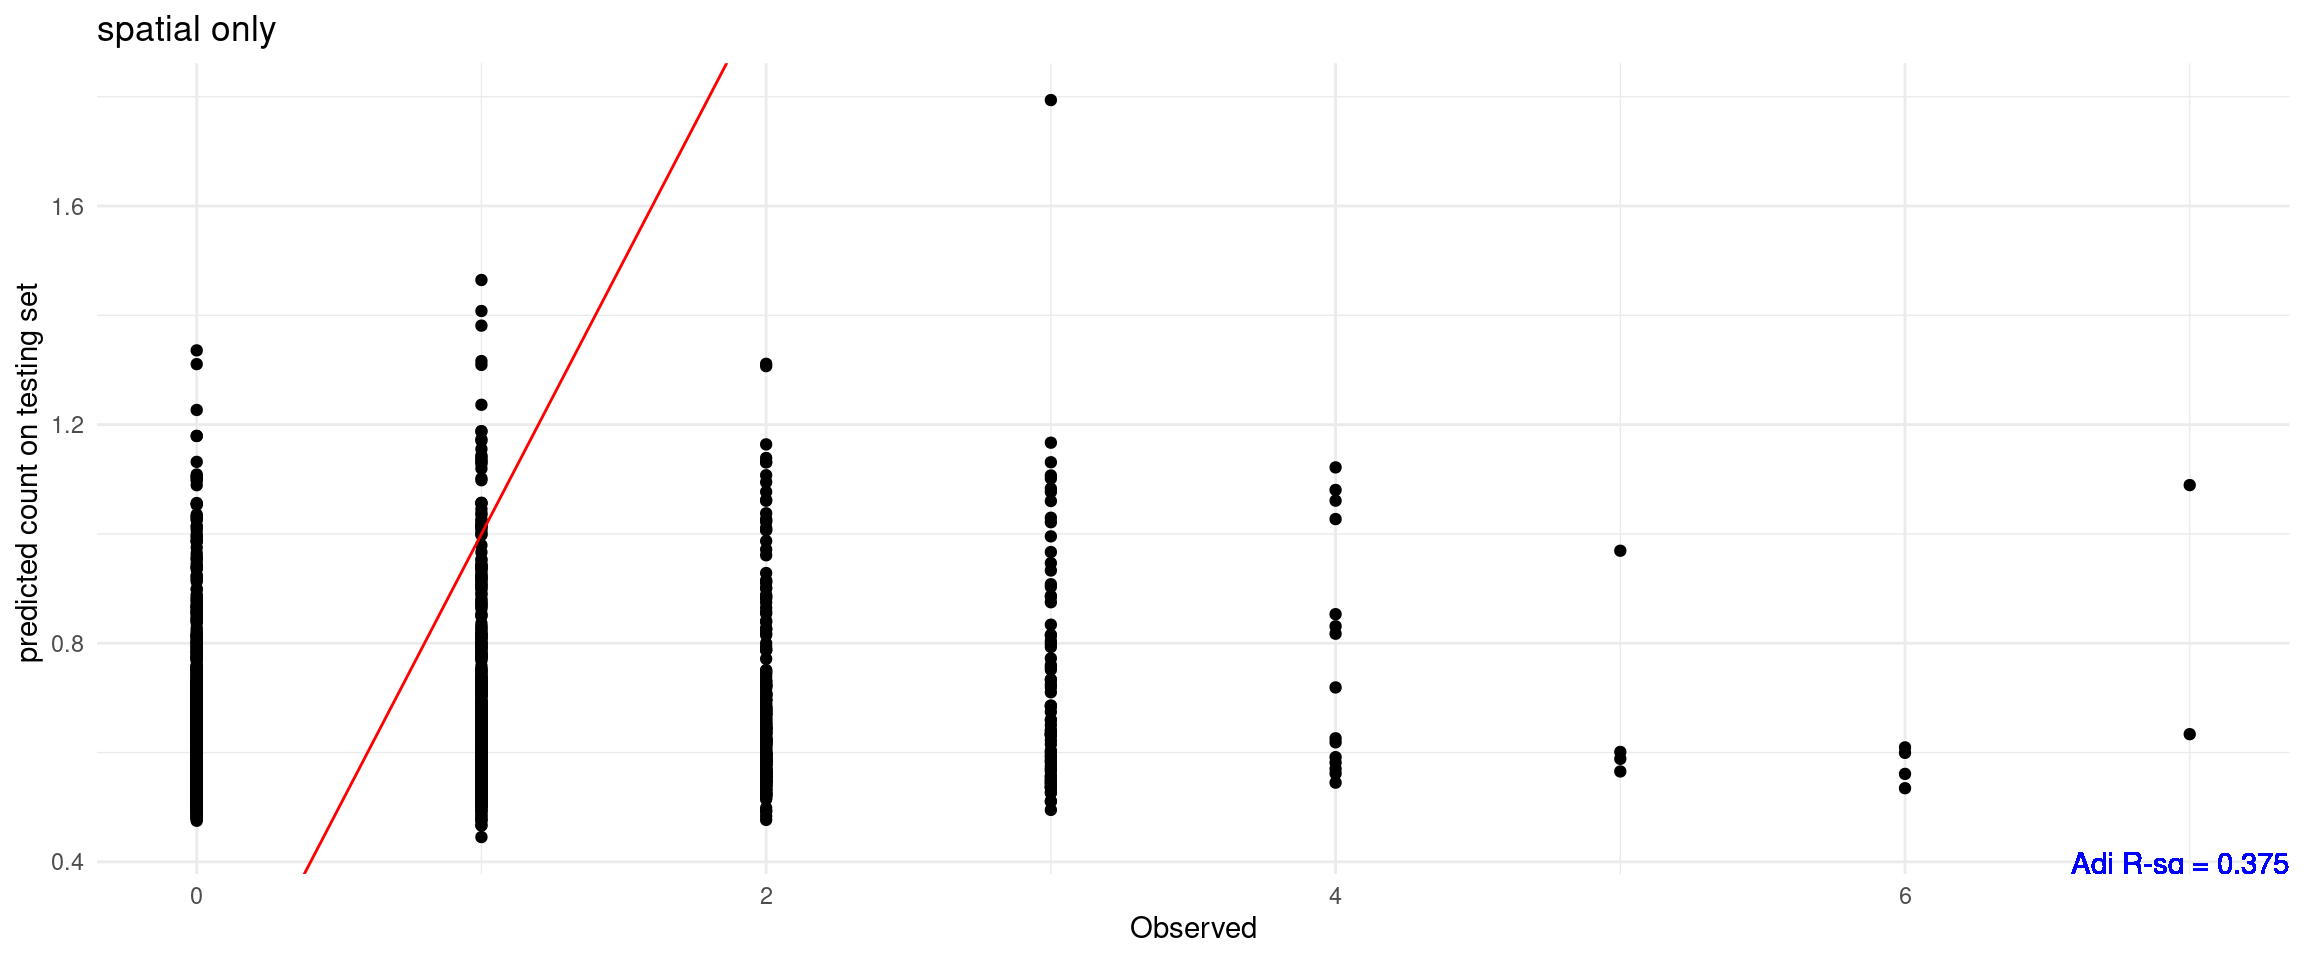 spatial only
predicted count on testing set
1.6
1.2
0.8
0.4
0
2
4
6
Observed
Adj R-sq = 0.375